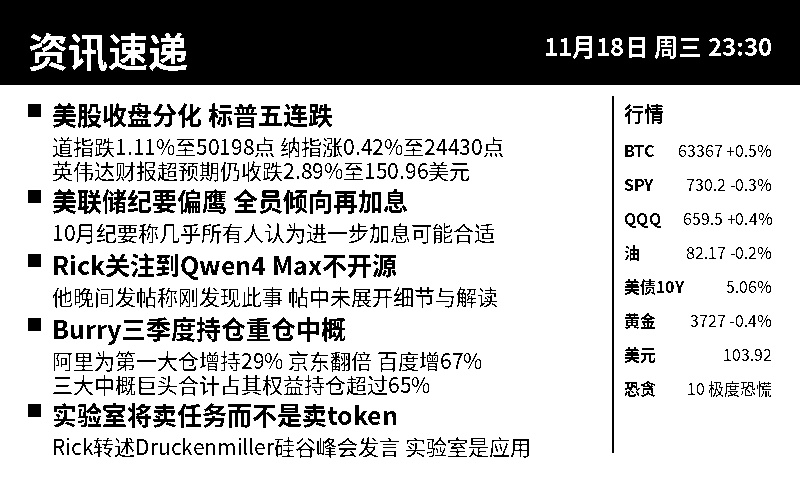 资讯速递
11月18日 周三 23:30
美股收盘分化 标普五连跌
道指跌1.11%至50198点 纳指涨0.42%至24430点
英伟达财报超预期仍收跌2.89%至150.96美元
美联储纪要偏鹰 全员倾向再加息
10月纪要称几乎所有人认为进一步加息可能合适
Rick关注到Qwen4 Max不开源
他晚间发帖称刚发现此事 帖中未展开细节与解读
Burry三季度持仓重仓中概
阿里为第一大仓增持29% 京东翻倍 百度增67%
三大中概巨头合计占其权益持仓超过65%
实验室将卖任务而不是卖token
Rick转述Druckenmiller硅谷峰会发言 实验室是应用
行情
BTC 63367 +0.5%
SPY 730.2 -0.3%
QQQ 659.5 +0.4%
油 82.17 -0.2%
美债10Y 5.06%
黄金 3727 -0.4%
美元 103.92
恐贪 10 极度恐慌